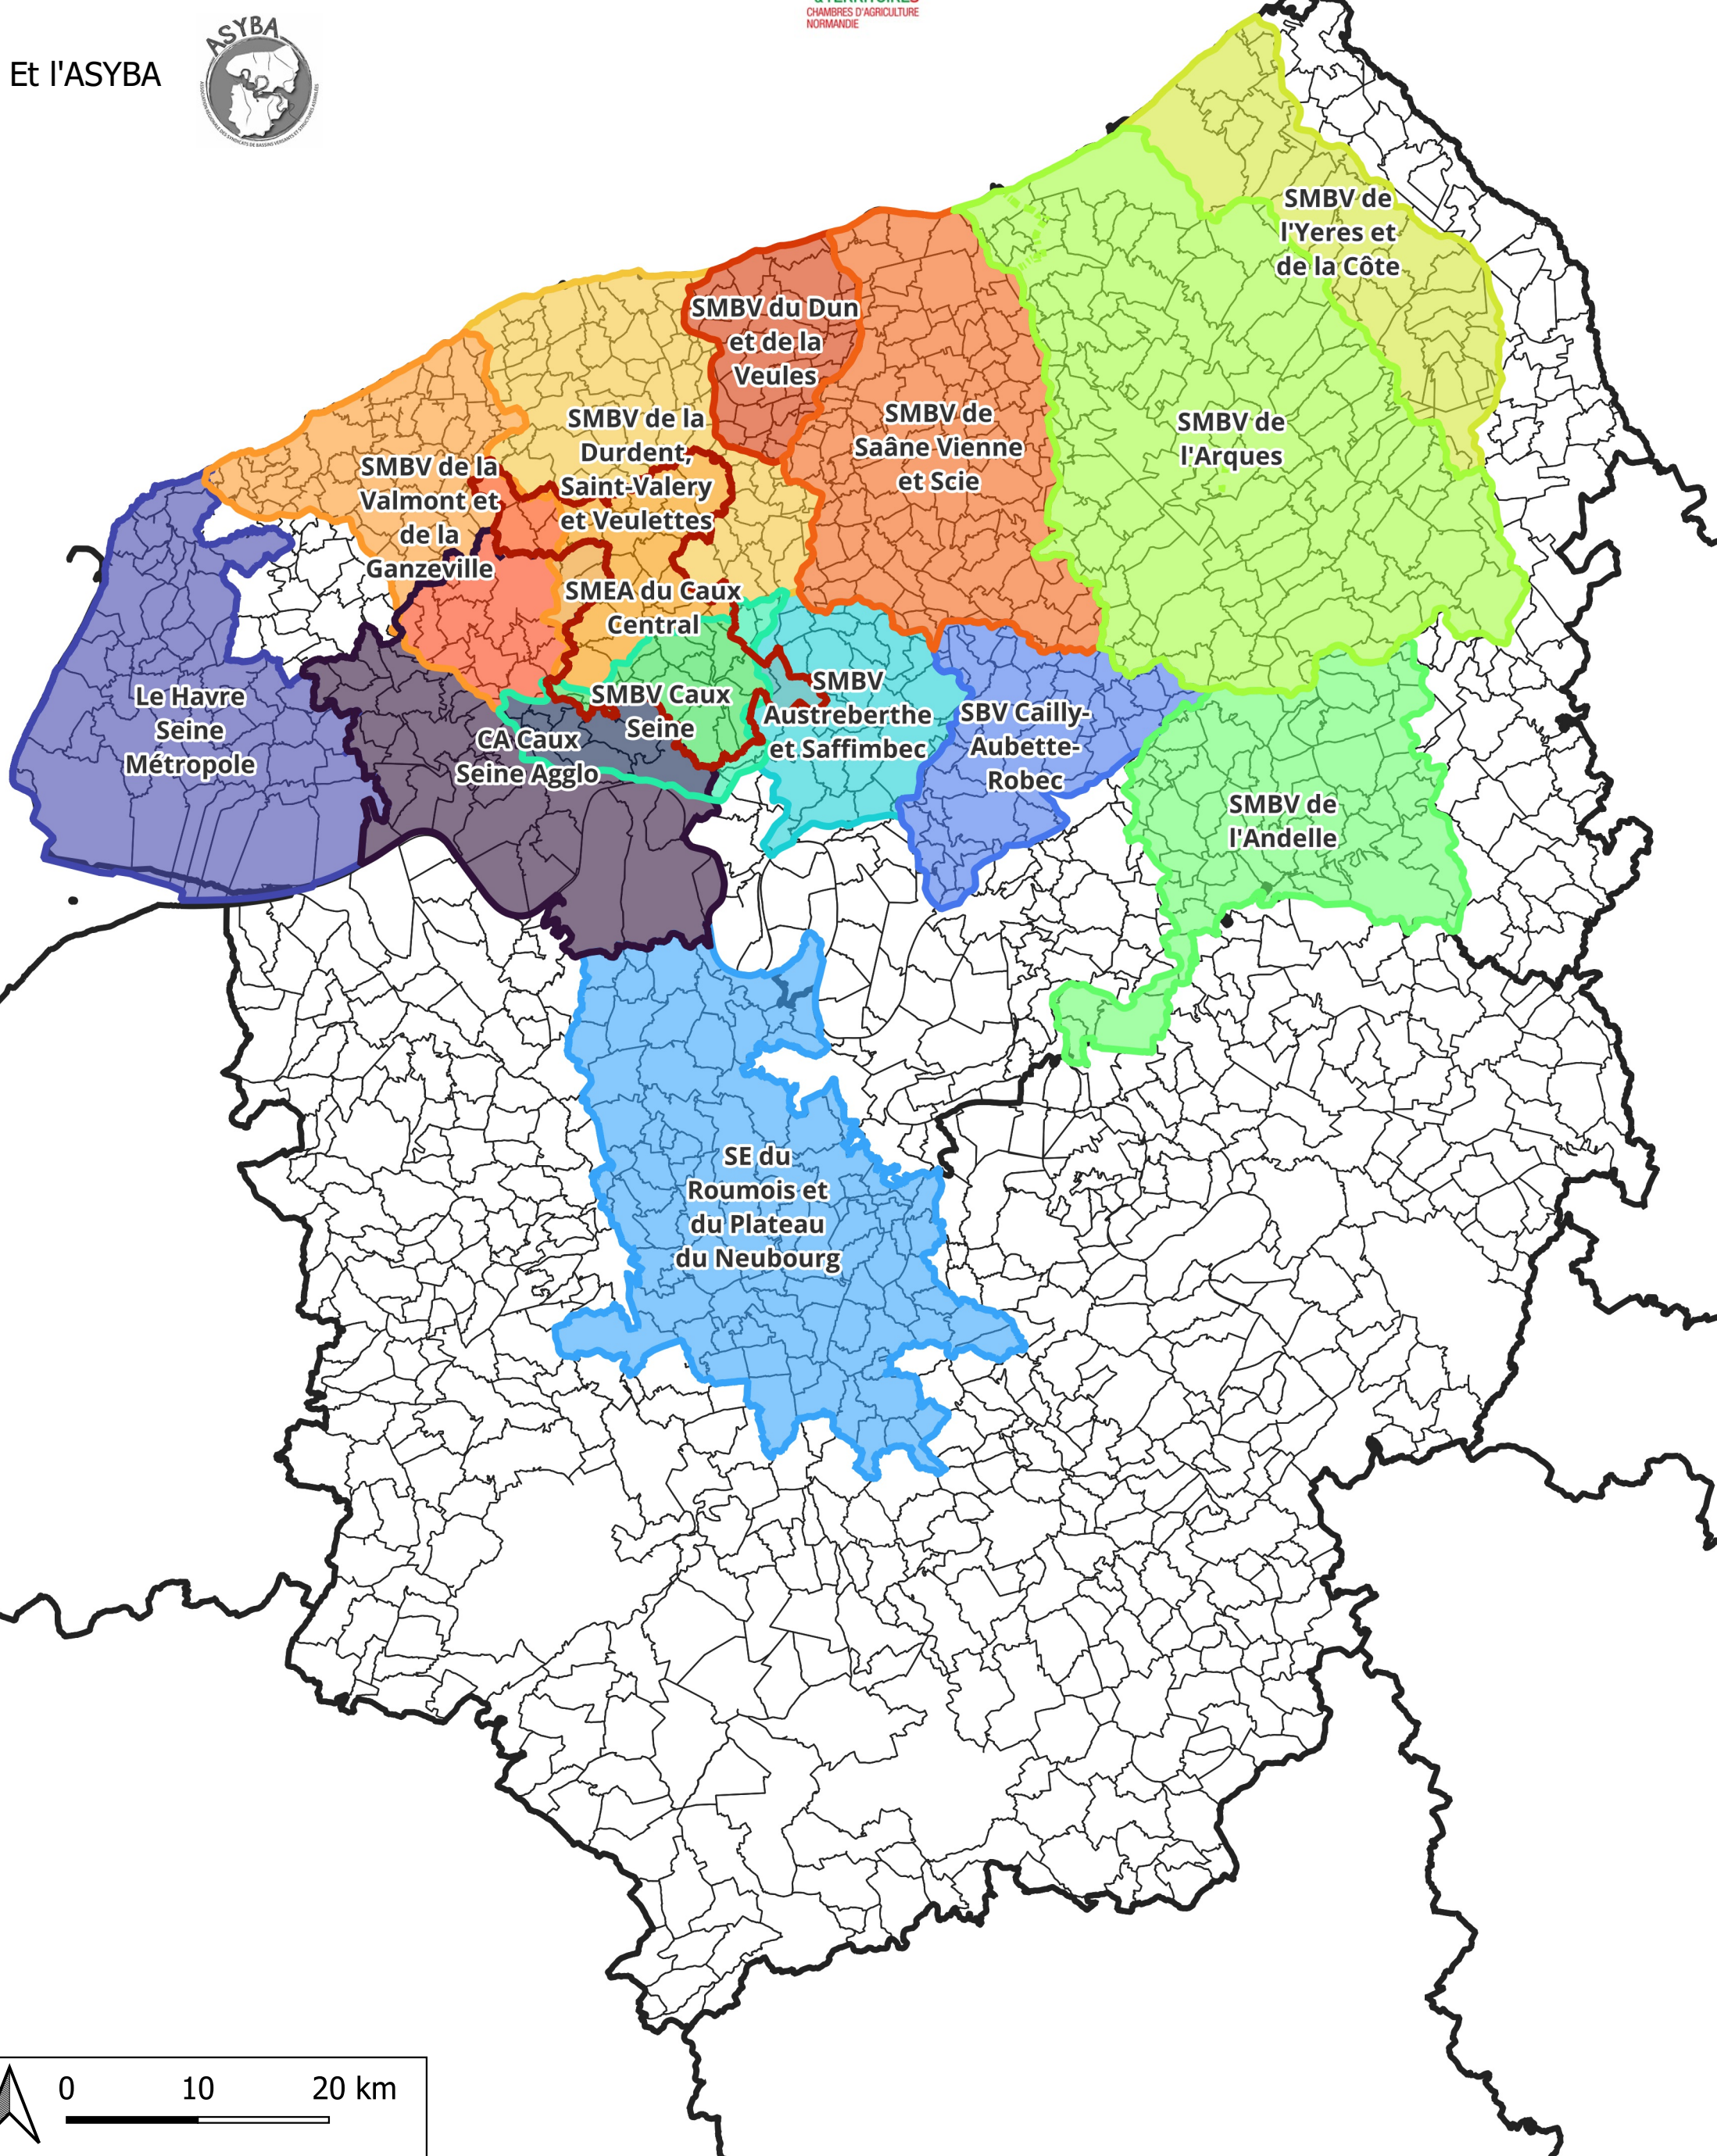 CHAMBRES D'AGRICULTURE
NORMANDIE
Et l'ASYBA
ASYBA
SMBV de
l'Yeres et
de la Côte
SMBV du Dun
et de la
Veules
SMBV de
Saâne Vienne
et Scie
SMBV de
l'Arques
SMBV de la
Durdent,
Saint-Valery
et Veulettes
SMBV de la
Valmont et
de la
Ganzeville
SMEA du Caux
Central
Le Havre
Seine
Métropole
SMBV Caux
Seine
CA Caux
Seine Agglo
SMBV
Austreberthe
et Saffimbec
SBV Cailly-
Aubette-
Robec
SMBV de
l'Andelle
SE du
Roumois et
du Plateau
du Neubourg
0 10 20 km